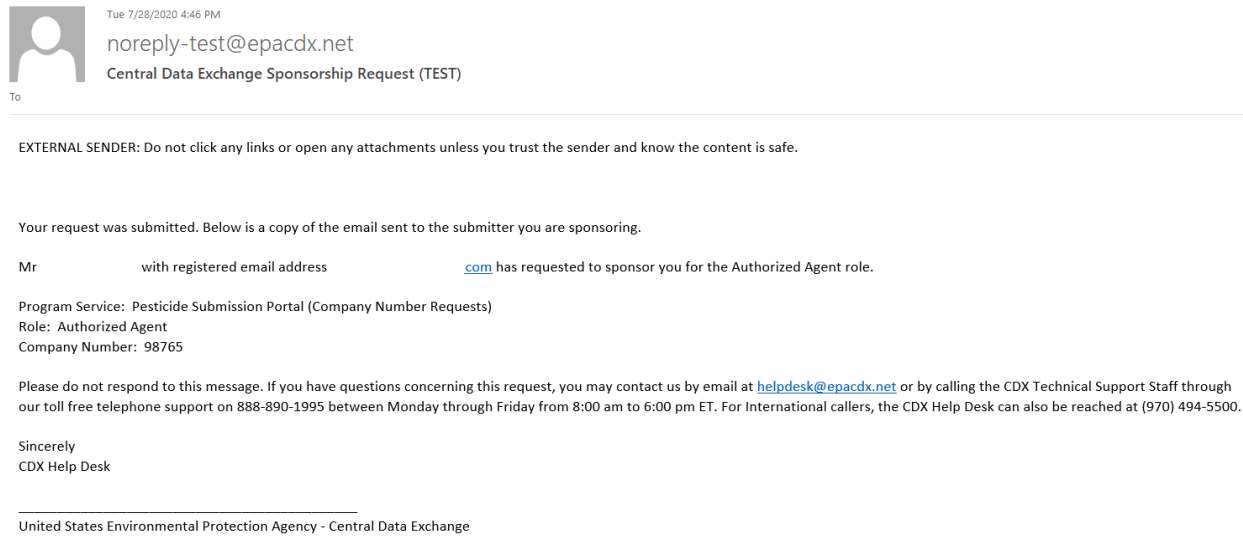 Tue 7/28/2020 4:46 PM
noreply-test@epacdx.net
Central Data Exchange Sponsorship Request (TEST)
To
EXTERNAL SENDER: Do not click any links or open any attachments unless you trust the sender and know the content is safe.
Your request was submitted. Below is a copy of the email sent to the submitter you are sponsoring.
Mr with registered email address com has requested to sponsor you for the Authorized Agent role.
Program Service: Pesticide Submission Portal (Company Number Requests)
Role: Authorized Agent
Company Number: 98765
Please do not respond to this message. If you have questions concerning this request, you may contact us by email at helpdesk@epacdx.net or by calling the CDX Technical Support Staff through
our toll free telephone support on 888-890-1995 between Monday through Friday from 8:00 am to 6:00 pm ET. For International callers, the CDX Help Desk can also be reached at (970) 494-5500.
Sincerely
CDX Help Desk
United States Environmental Protection Agency - Central Data Exchange